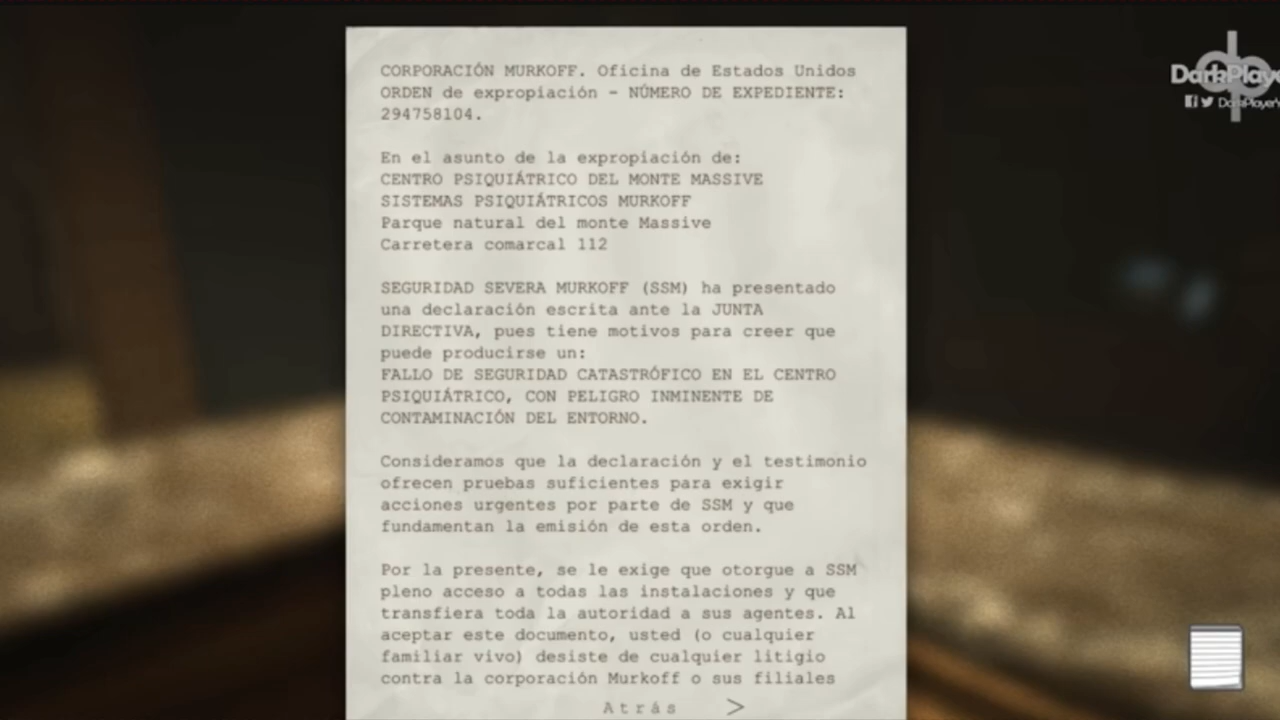 CORPORACIÓN MURKOFF. Oficina de Estados Unidos
ORDEN de expropiación - NÚMERO DE EXPEDIENTE:
294758104.
En el asunto de la expropiación de:
CENTRO PSIQUIÁTRICO DEL MONTE MASSIVE
SISTEMAS PSIQUIÁTRICOS MURKOFF
Parque natural del monte Massive
Carretera comarcal 112
SEGURIDAD SEVERA MURKOFF (SSM) ha presentado
una declaración escrita ante la JUNTA
DIRECTIVA, pues tiene motivos para creer que
puede producirse un:
FALLO DE SEGURIDAD CATASTRÓFICO EN EL CENTRO
PSIQUIÁTRICO, CON PELIGRO INMINENTE DE
CONTAMINACIÓN DEL ENTORNO.
Consideramos que la declaración y el testimonio
ofrecen pruebas suficientes para exigir
acciones urgentes por parte de SSM y que
fundamentan la emisión de esta orden.
Por la presente, se le exige que otorgue a SSM
pleno acceso a todas las instalaciones y que
transfiera toda la autoridad a sus agentes. Al
aceptar este documento, usted (o cualquier
familiar vivo) desiste de cualquier litigio
contra la corporación Murkoff o sus filiales
Atrás >
DarkPlaye
DarkPlayer